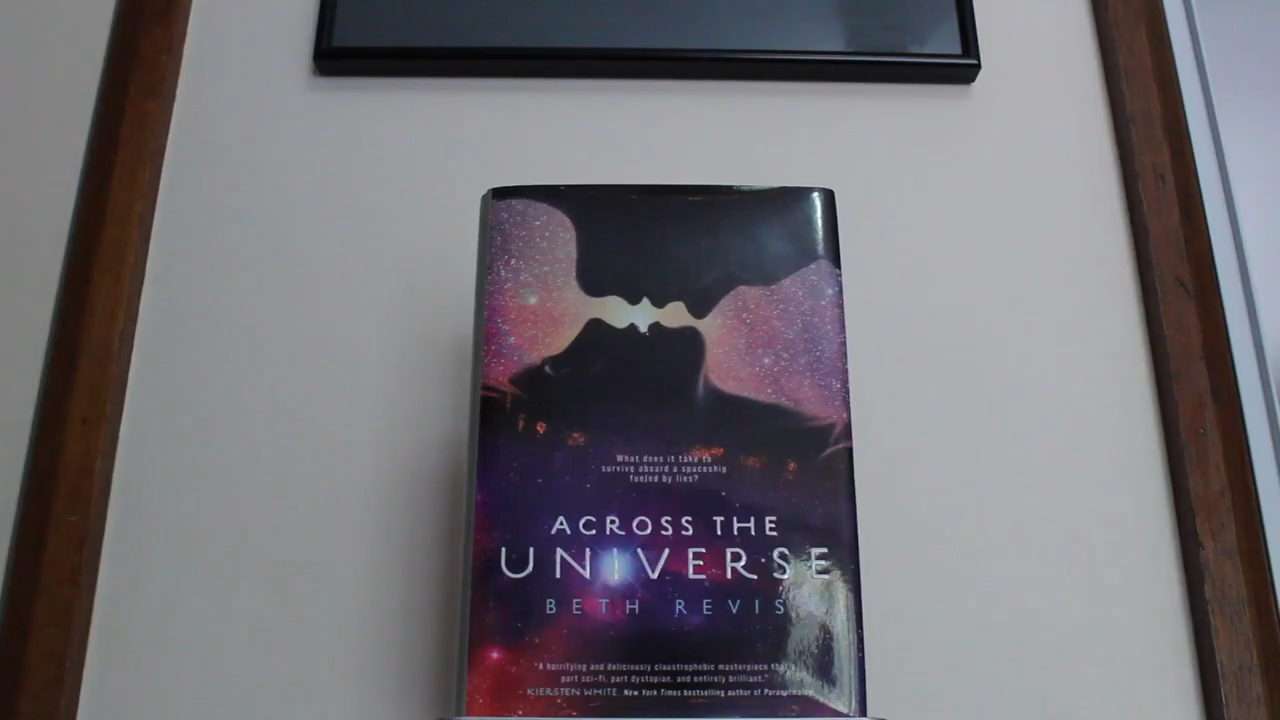 What does it take to
survive aboard a spaceship
fueled by lies?
ACROSS THE
UNIVERSE
BETH REVIS
"A horrifying and deliciously claustrophobic masterpiece that's
part sci-fi, part dystopian, and entirely brilliant."
- KIERSTEN WHITE, New York Times bestselling author of Paranormalcy